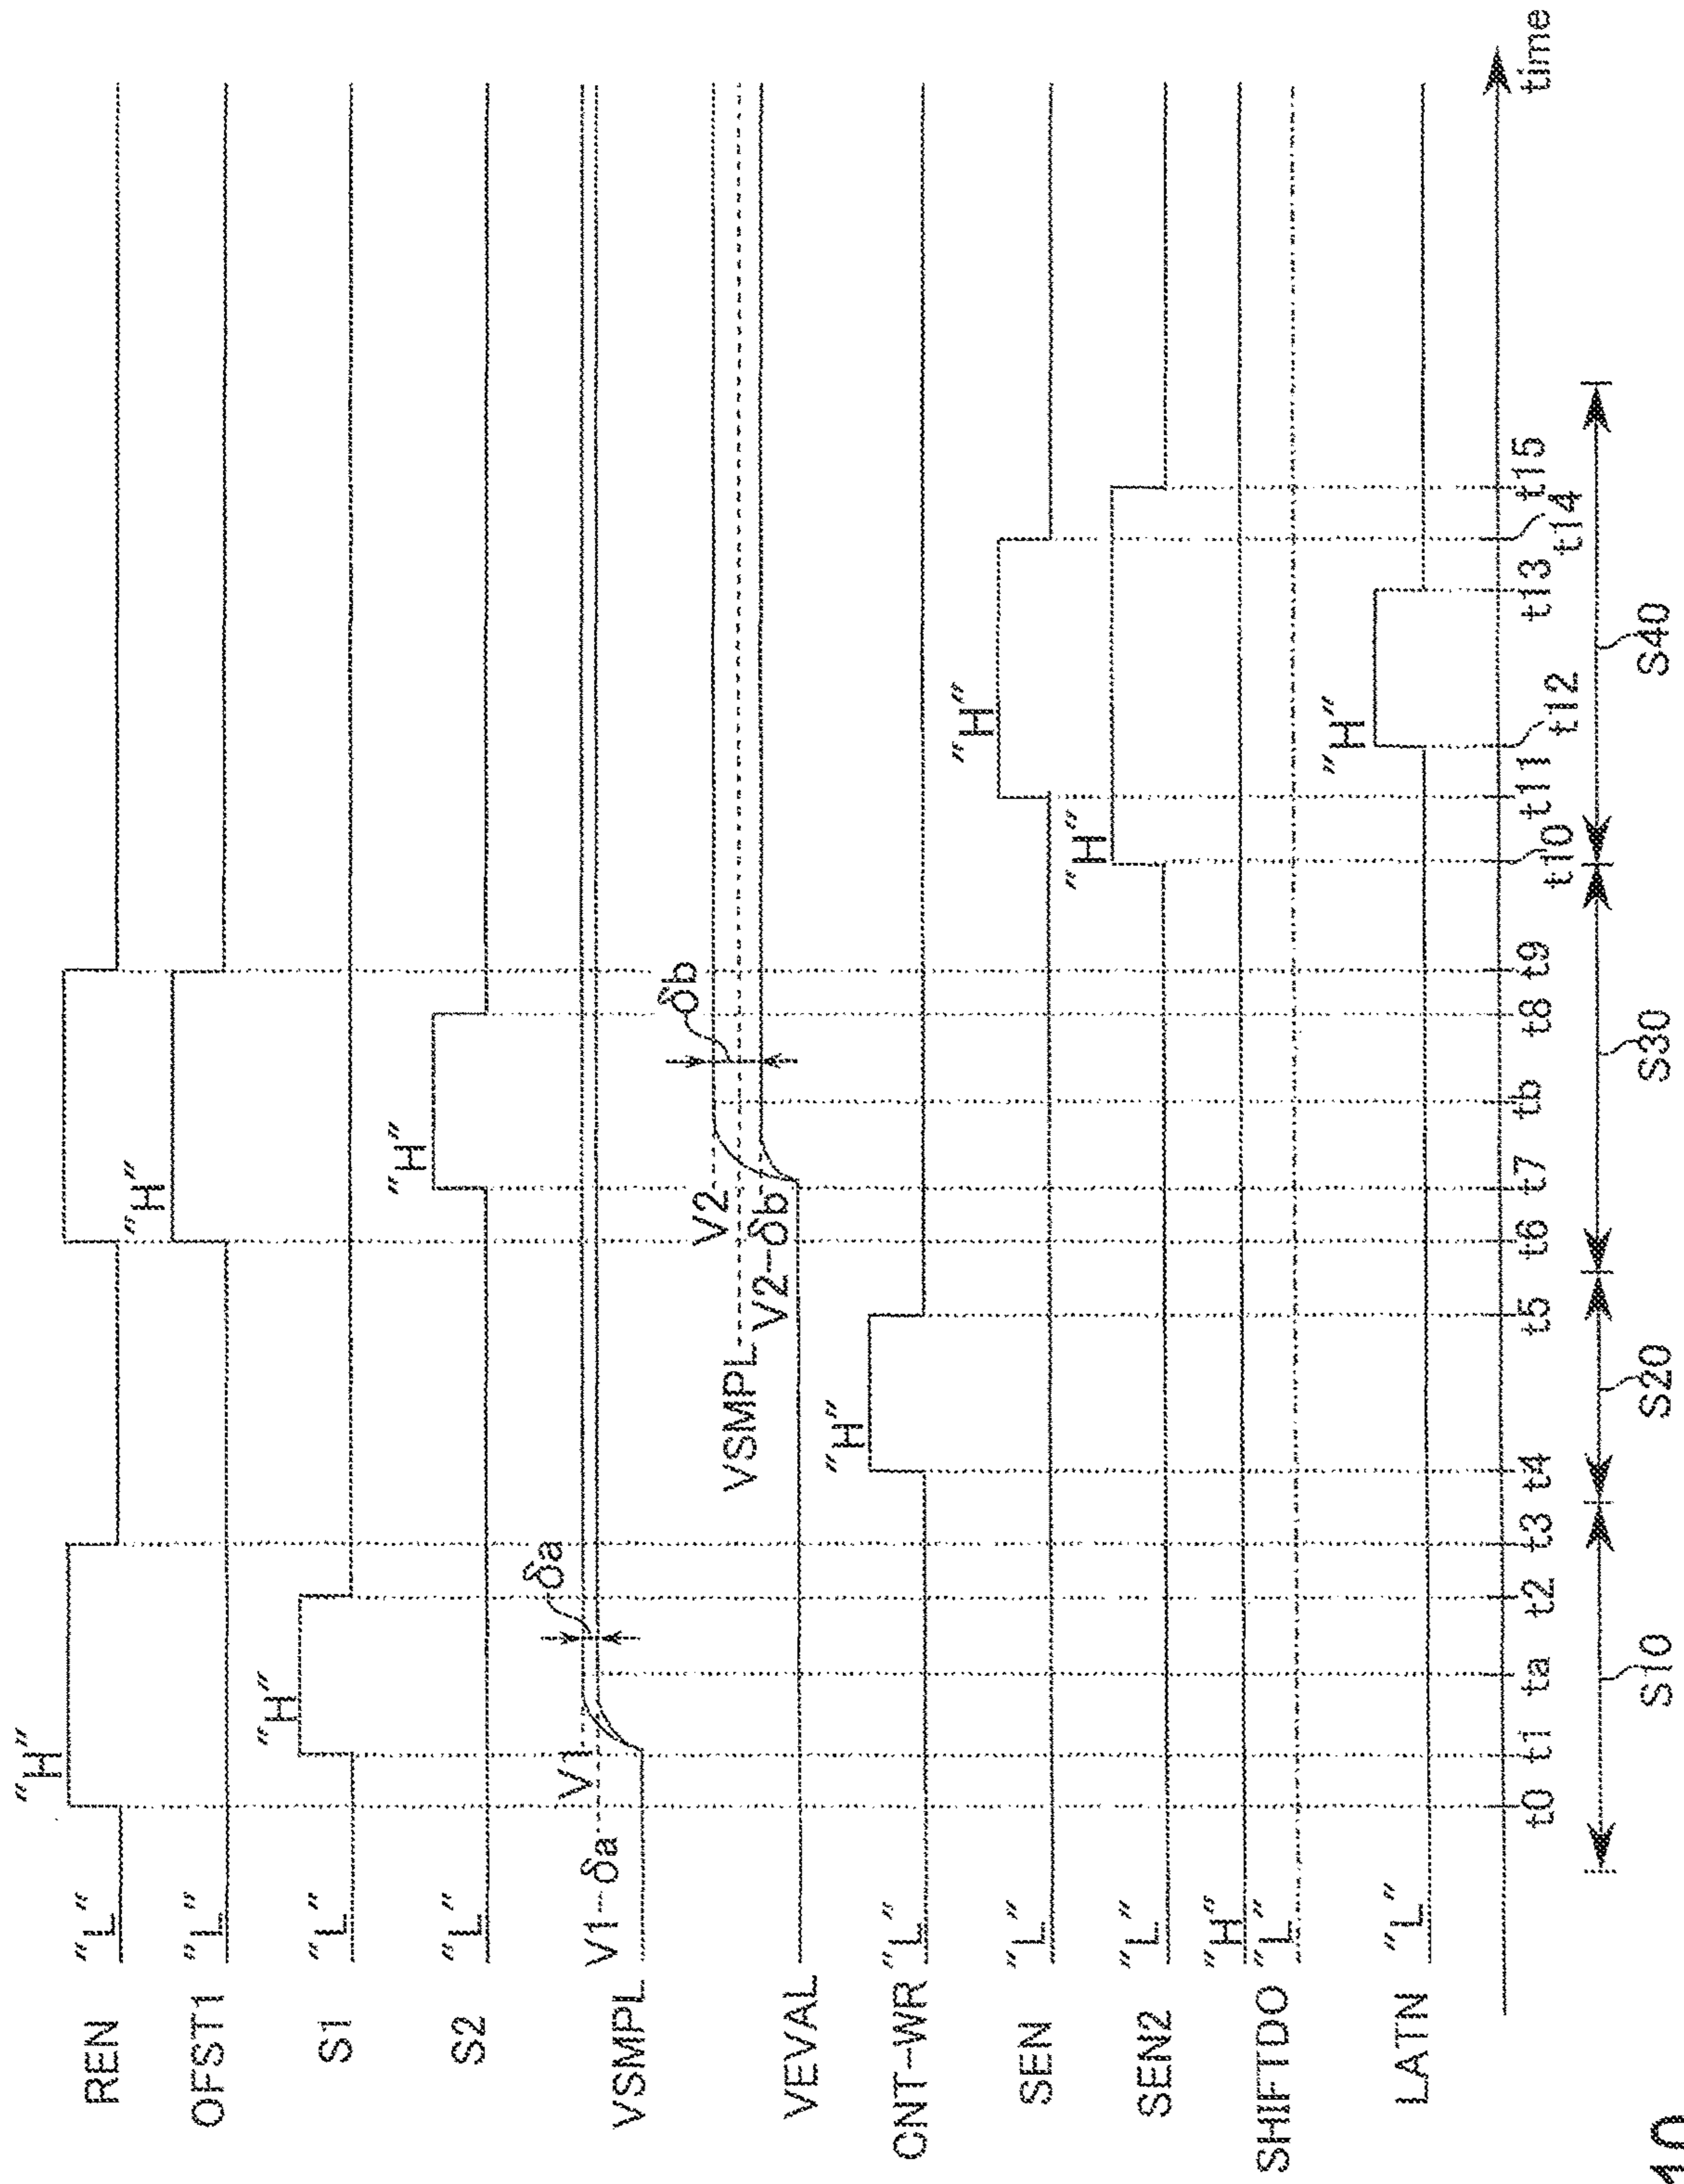 REN "L" "H"
OFST1 "L" "H"
S1 "L" "H"
S2 "L" "H"
V1 δa
V1-δa
VSMPL
V2 δb
VSMPL
V2-δb
VEVAL
CNT-WR "L" "H"
SEN "L" "H"
SEN2 "L" "H"
"H"
SHIFTDO "L"
LATN "L" "H"
t0 t1 ta t2 t3 t4 t5 t6 t7 tb t8 t9 t10 t11 t12 t13 t14 t15 time
S10 S20 S30 S40
10